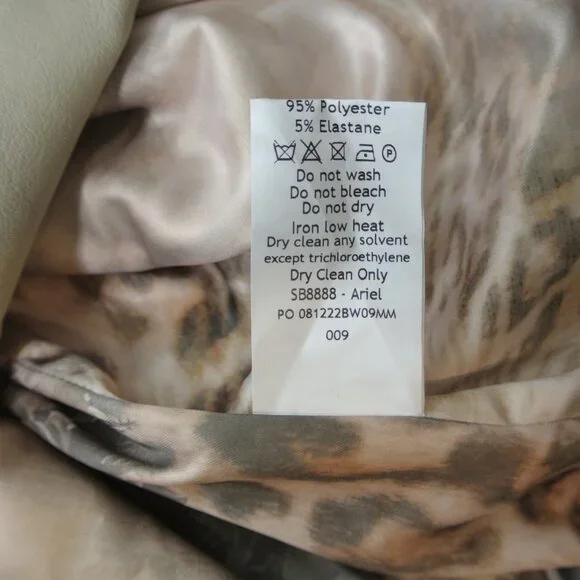 95% Polyester
5% Elastane
P
Do not wash
Do not bleach
Do not dry
Iron low heat
Dry clean any solvent
except trichloroethylene
Dry Clean Only
SB8888 - Ariel
PO 081222BW09MM
009